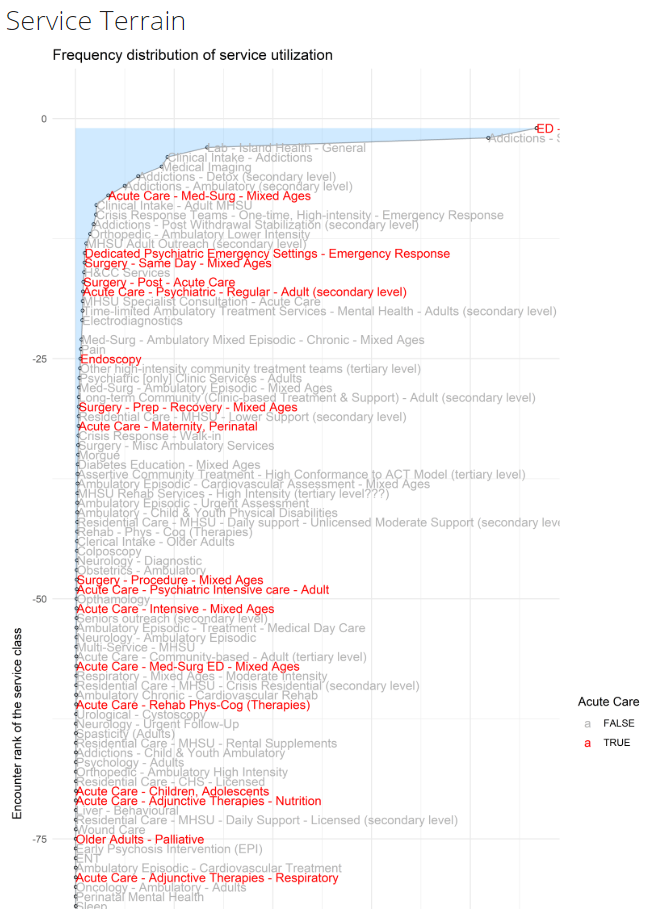 Service Terrain
Frequency distribution of service utilization
0
ED -
Addictions - S
Lab - Island Health - General
Clinical Intake - Addictions
Medical Imaging
Addictions - Detox (secondary level)
Addictions - Ambulatory (secondary level)
Acute Care - Med-Surg - Mixed Ages
Clinical Intake - Adult MHSU
Crisis Response Teams - One-time, High-intensity - Emergency Response
Addictions - Post Withdrawal Stabilization (secondary level)
Orthopedic - Ambulatory Lower Intensity
MHSU Adult Outreach (secondary level)
Dedicated Psychiatric Emergency Settings - Emergency Response
Surgery - Same Day - Mixed Ages
H&CC Services
Surgery - Post - Acute Care
Acute Care - Psychiatric - Regular - Adult (secondary level)
MHSU Specialist Consultation - Acute Care
Time-limited Ambulatory Treatment Services - Mental Health - Adults (secondary level)
Electrodiagnostics
Med-Surg - Ambulatory Mixed Episodic - Chronic - Mixed Ages
Pain
-25
Endoscopy
Other high-intensity community treatment teams (tertiary level)
Psychiatric [only] Clinic Services - Adults
Med-Surg - Ambulatory Episodic - Mixed Ages
Long-term Community (Clinic-based Treatment & Support) - Adult (secondary level)
Surgery - Prep - Recovery - Mixed Ages
Residential Care - MHSU - Lower Support (secondary level)
Acute Care - Maternity, Perinatal
Crisis Response - Walk-in
Surgery - Misc Ambulatory Services
Morgue
Diabetes Education - Mixed Ages
Assertive Community Treatment - High Conformance to ACT Model (tertiary level)
Ambulatory Episodic - Cardiovascular Assessment - Mixed Ages
MHSU Rehab Services - High Intensity (tertiary level???)
Ambulatory Episodic - Urgent Assessment
Ambulatory - Child & Youth Physical Disabilities
Residential Care - MHSU - Daily support - Unlicensed Moderate Support (secondary leve
Rehab - Phys - Cog (Therapies)
Clerical Intake - Older Adults
Colposcopy
Neurology - Diagnostic
Obstetrics - Ambulatory
Surgery - Procedure - Mixed Ages
Acute Care - Psychiatric Intensive care - Adult
-50
Opthamology
Acute Care - Intensive - Mixed Ages
Seniors outreach (secondary level)
Ambulatory Episodic - Treatment - Medical Day Care
Neurology - Ambulatory Episodic
Multi-Service - MHSU
Acute Care - Community-based - Adult (tertiary level)
Acute Care - Med-Surg ED - Mixed Ages
Respiratory - Mixed Ages - Moderate Intensity
Residential Care - MHSU - Crisis Residential (secondary level)
Ambulatory Chronic - Cardiovascular Rehab
Acute Care - Rehab Phys-Cog (Therapies)
Urological - Cystoscopy
Neurology - Urgent Follow-Up
Spasticity (Adults)
Residential Care - MHSU - Rental Supplements
Addictions - Child & Youth Ambulatory
Psychology - Adults
Orthopedic - Ambulatory High Intensity
Residential Care - CHS - Licensed
Acute Care - Children, Adolescents
Acute Care - Adjunctive Therapies - Nutrition
Liver - Behavioural
Residential Care - MHSU - Daily Support - Licensed (secondary level)
Wound Care
-75
Older Adults - Palliative
Early Psychosis Intervention (EPI)
ENT
Ambulatory Episodic - Cardiovascular Treatment
Acute Care - Adjunctive Therapies - Respiratory
Oncology - Ambulatory - Adults
Perinatal Mental Health
Sleep
Encounter rank of the service class
Acute Care
a FALSE
a TRUE